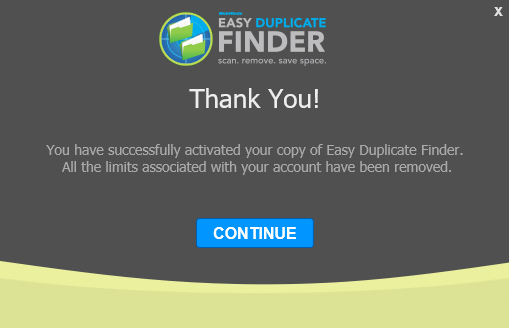 X
EASY DUPLICATE
FINDER
scan. remove. save space.
Thank You!
You have successfully activated your copy of Easy Duplicate Finder.
All the limits associated with your account have been removed.
CONTINUE